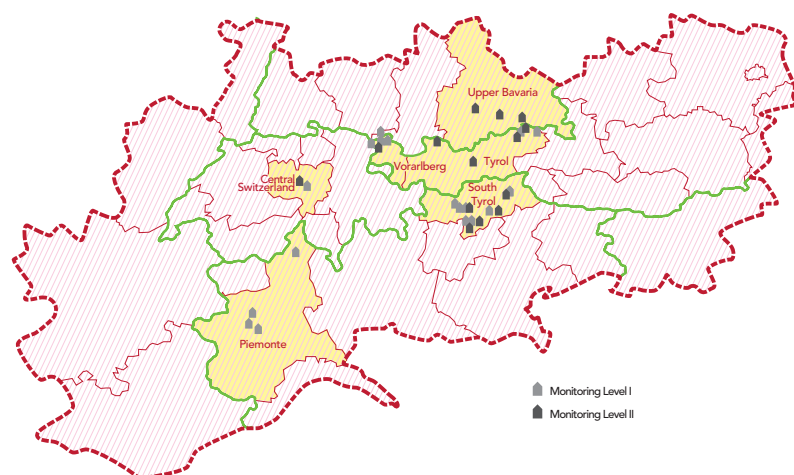 Upper Bavaria
Vorarlberg
Tyrol
Central
Switzerland
South
Tyrol
Piemonte
Monitoring Level I
Monitoring Level II